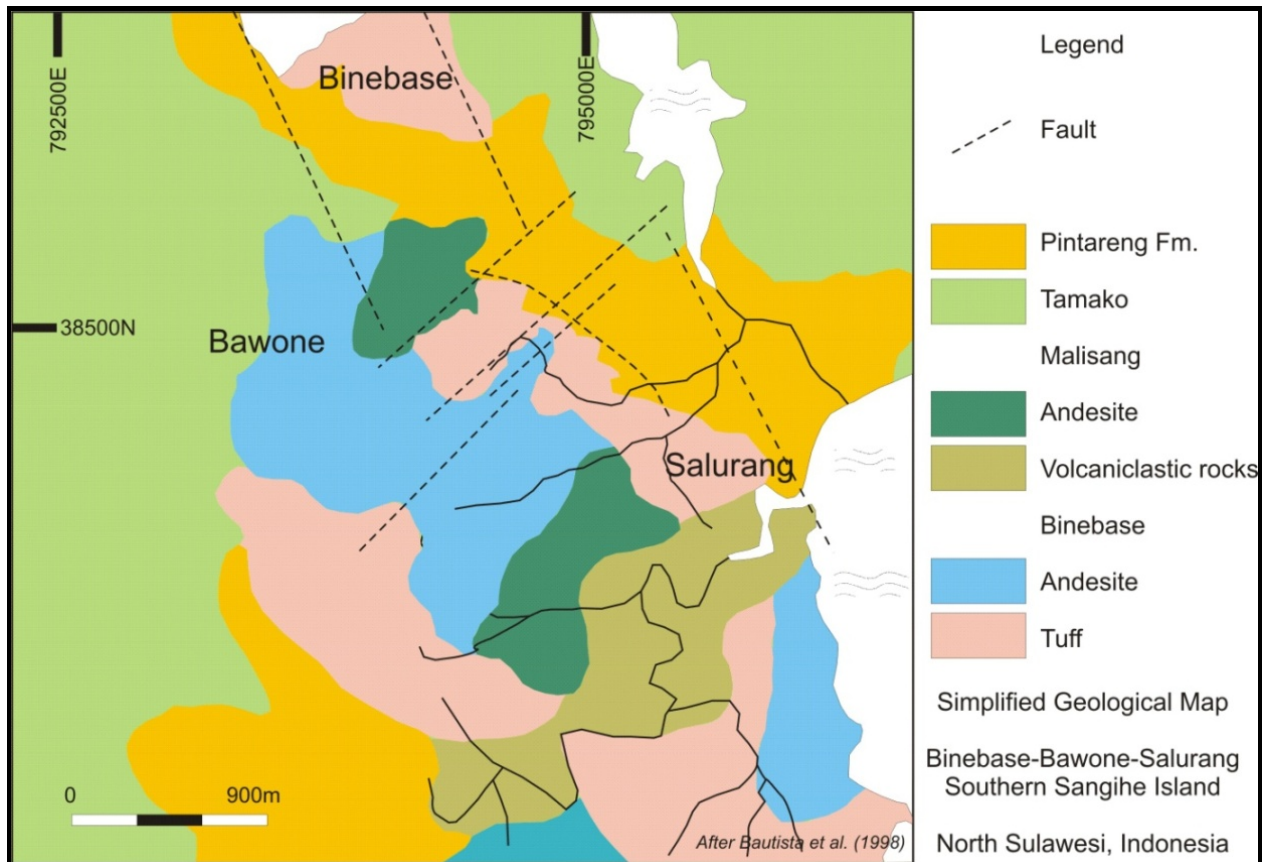 792500E
795000E
Binebase
38500N
Bawone
Salurang
0
900m
After Bautista et al. (1998)
Legend
Fault
Pintareng Fm.
Tamako
Malisang
Andesite
Volcaniclastic rocks
Binebase
Andesite
Tuff
Simplified Geological Map
Binebase-Bawone-Salurang
Southern Sangihe Island
North Sulawesi, Indonesia